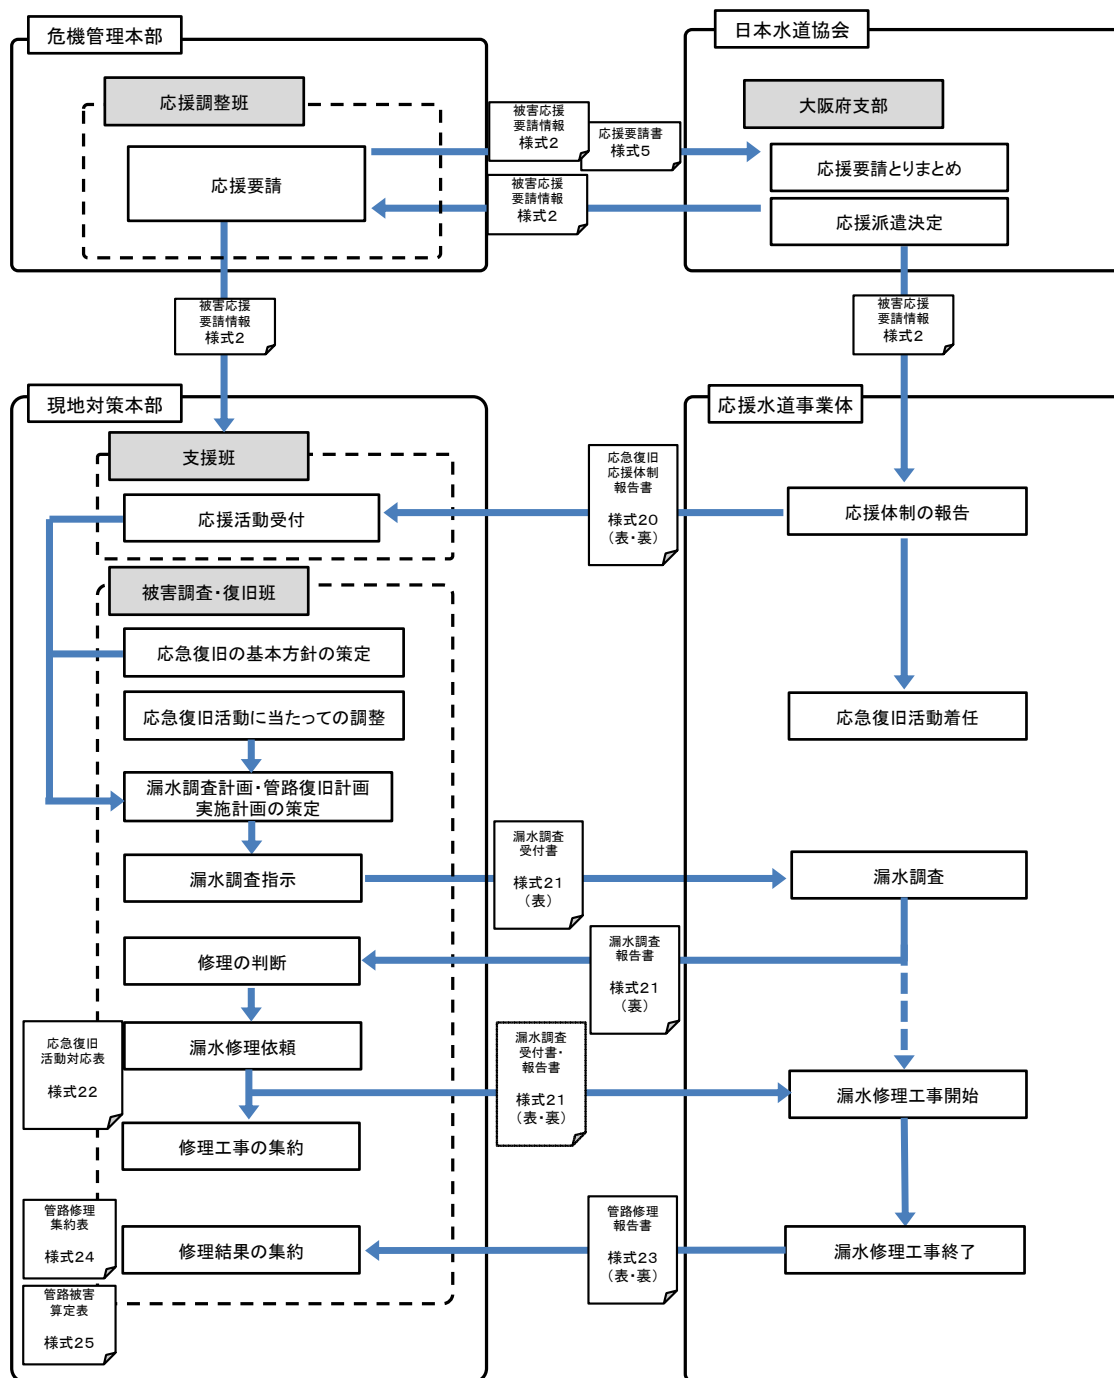 危機管理本部
日本水道協会
応援調整班
大阪府支部
被害応援
要請情報
様式2
応援要請書
様式5
応援要請
応援要請とりまとめ
被害応援
要請情報
様式2
応援派遣決定
被害応援
要請情報
様式2
被害応援
要請情報
様式2
現地対策本部
応援水道事業体
支援班
応急復旧
応援体制
報告書
様式20
(表・裏)
応援活動受付
応援体制の報告
被害調査・復旧班
応急復旧の基本方針の策定
応急復旧活動に当たっての調整
応急復旧活動着任
漏水調査計画・管路復旧計画
実施計画の策定
漏水調査
受付書
様式21
(表)
漏水調査指示
漏水調査
漏水調査
報告書
様式21
(裏)
修理の判断
応急復旧
活動対応表
様式22
漏水修理依頼
漏水調査
受付書・
報告書
様式21
(表・裏)
漏水修理工事開始
修理工事の集約
管路修理
集約表
様式24
修理結果の集約
管路修理
報告書
様式23
(表・裏)
漏水修理工事終了
管路被害
算定表
様式25